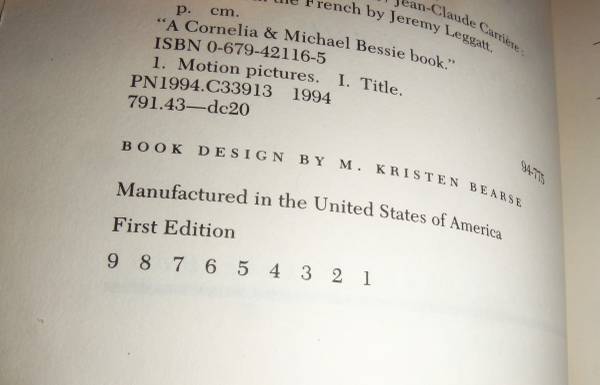 Jean-Claude Carrière ;
the French by Jeremy Leggatt.
p. cm.
"A Cornelia & Michael Bessie book."
ISBN 0-679-42116-5
1. Motion pictures. I. Title.
PN1994.C33913 1994
791.43—dc20
94-775
BOOK DESIGN BY M. KRISTEN BEARSE
Manufactured in the United States of America
First Edition
9 8 7 6 5 4 3 2 1